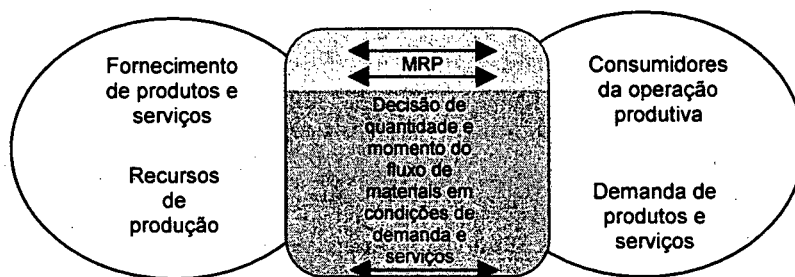 Fornecimento
de produtos e
serviços
Recursos
de
produção
MRP
Decisão de
quantidade e
momento do
fluxo de
materiais em
condições de
demanda e
serviços
Consumidores
da operação
produtiva
Demanda de
produtos e
serviços